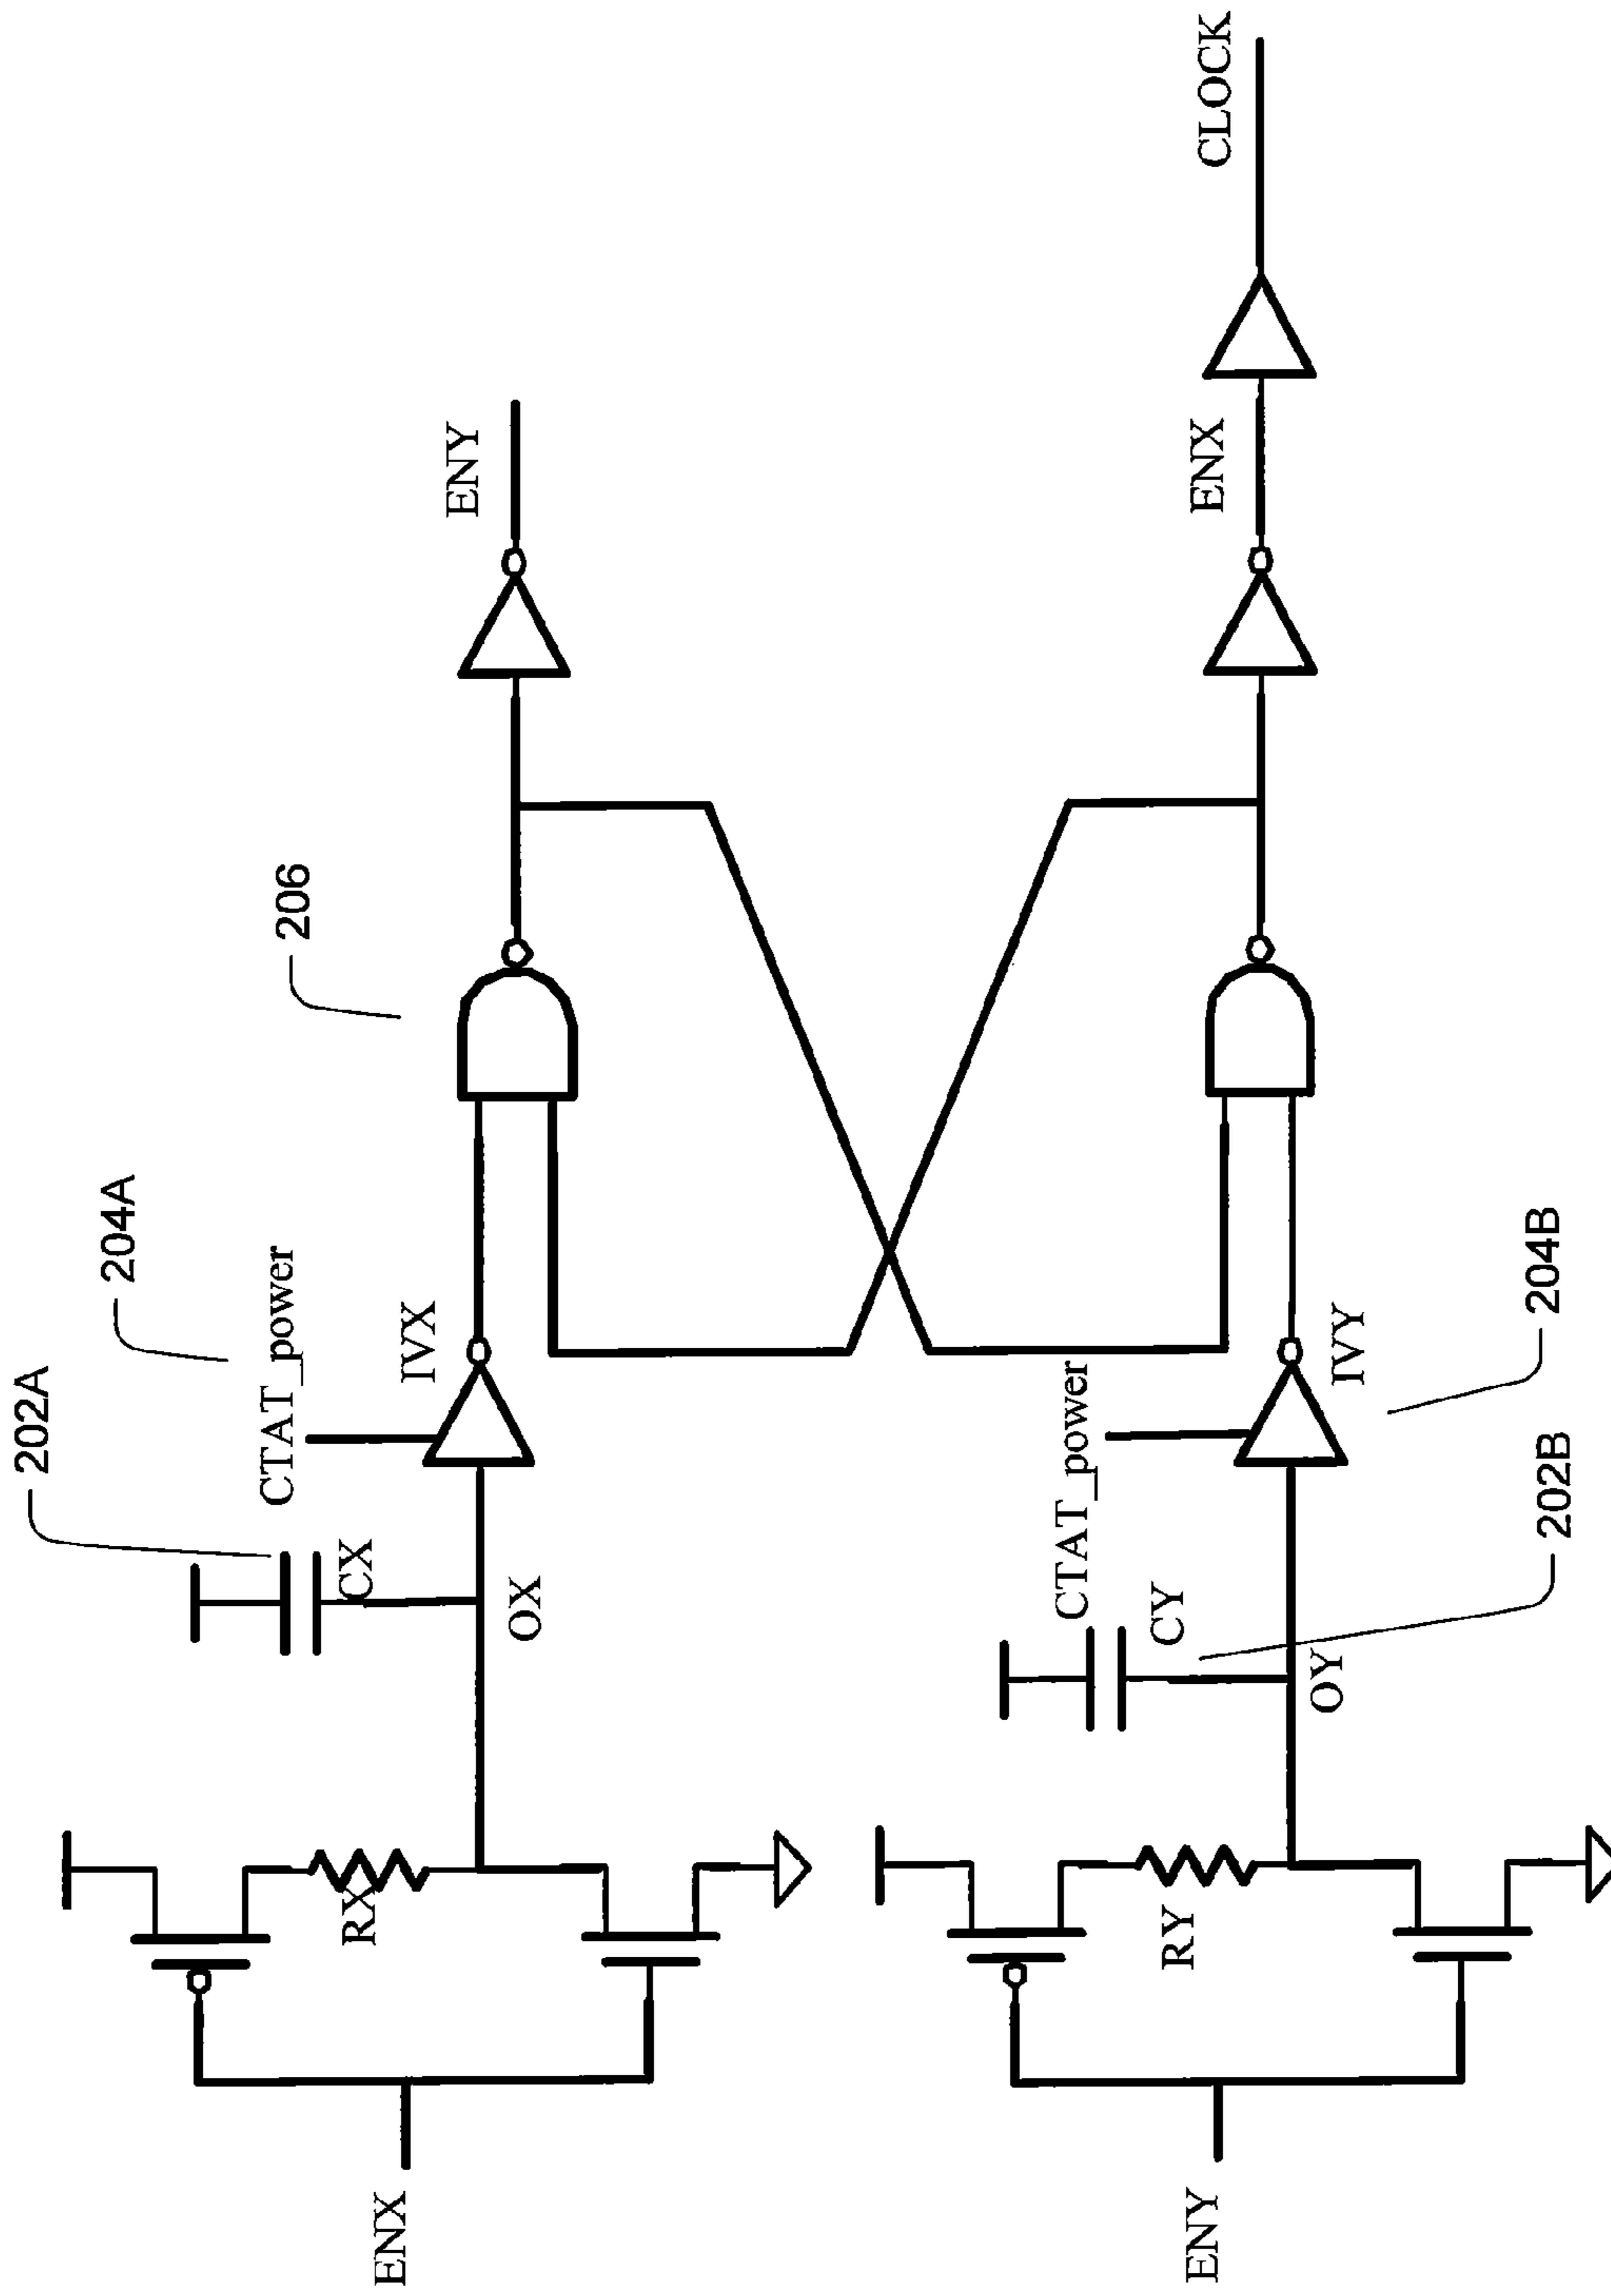 202A
204A
206
CTAT_power
ENX
RX
CX
OX
IVX
ENY
CTAT_power
CY
ENY
RY
OY
IVY
ENX
CLOCK
202B
204B